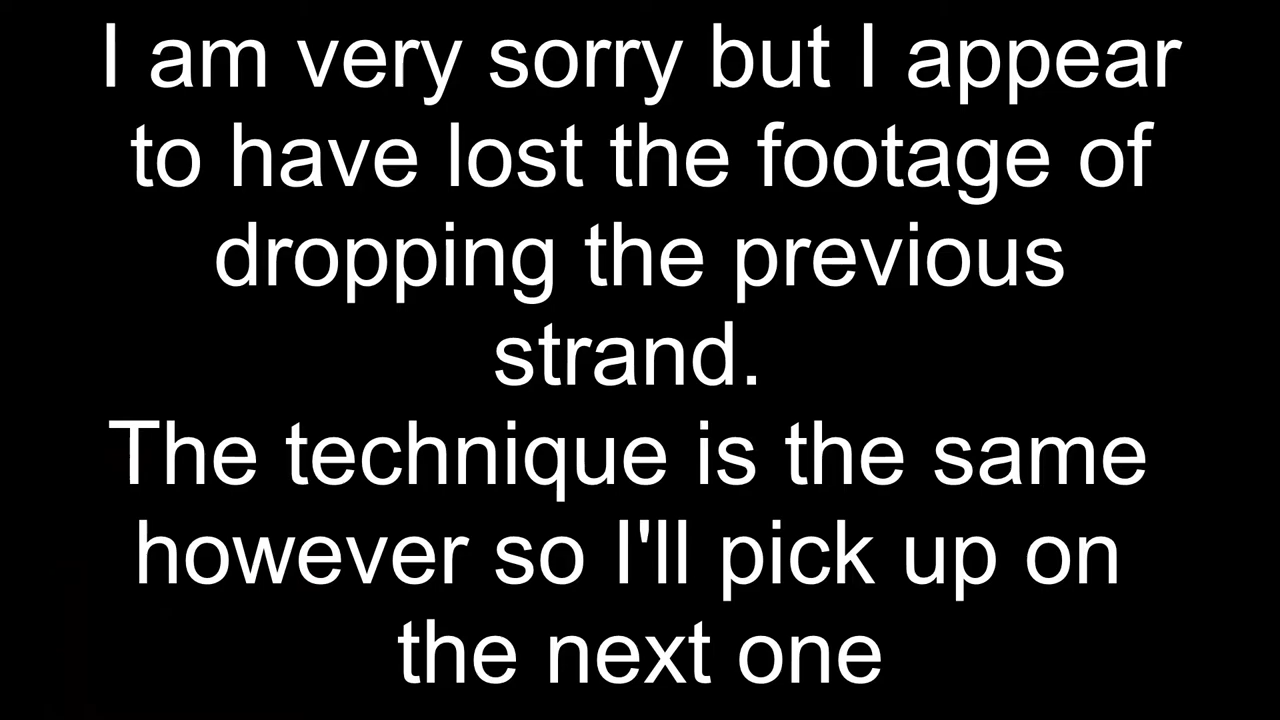 I am very sorry but I appear
to have lost the footage of
dropping the previous
strand.
The technique is the same
however so I'll pick up on
the next one